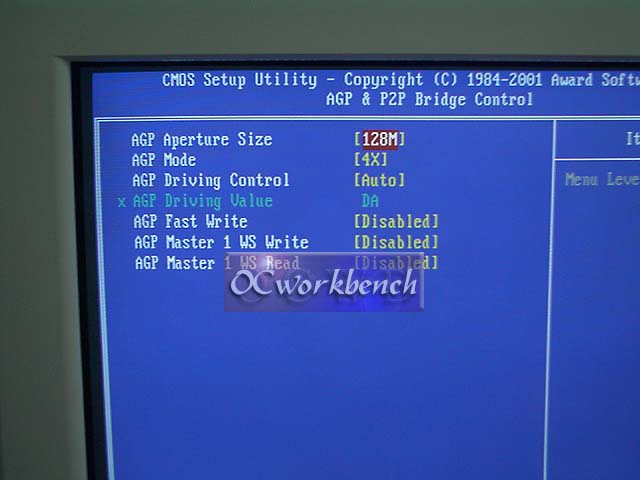 CMOS Setup Utility - Copyright (C) 1984-2001 Award Softw
AGP & P2P Bridge Control
AGP Aperture Size [128M]
AGP Mode [4X]
AGP Driving Control [Auto]
x AGP Driving Value DA
AGP Fast Write [Disabled]
AGP Master 1 WS Write [Disabled]
AGP Master 1 WS Read [Disabled]
It
Menu Leve
OCworkbench